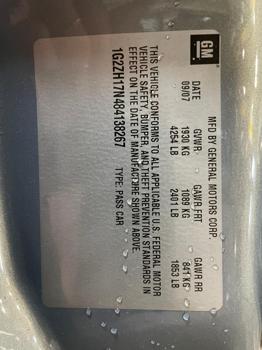 GM
MFD BY GENERAL MOTORS CORP.
DATE GVWR GAWR FRT GAWR RR
09/07 1930 KG 1089 KG 841 KG
4254 LB 2401 LB 1853 LB
THIS VEHICLE CONFORMS TO ALL APPLICABLE U.S. FEDERAL MOTOR
VEHICLE SAFETY, BUMPER, AND THEFT PREVENTION STANDARDS IN
EFFECT ON THE DATE OF MANUFACTURE SHOWN ABOVE.
1G2ZH17N484138267 TYPE: PASS CAR